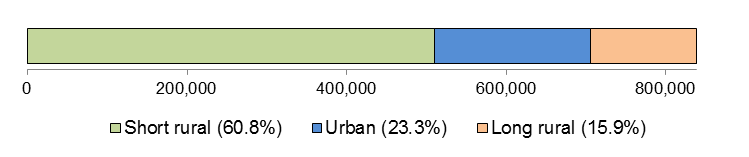 0 200,000 400,000 600,000 800,000
Short rural (60.8%) Urban (23.3%) Long rural (15.9%)